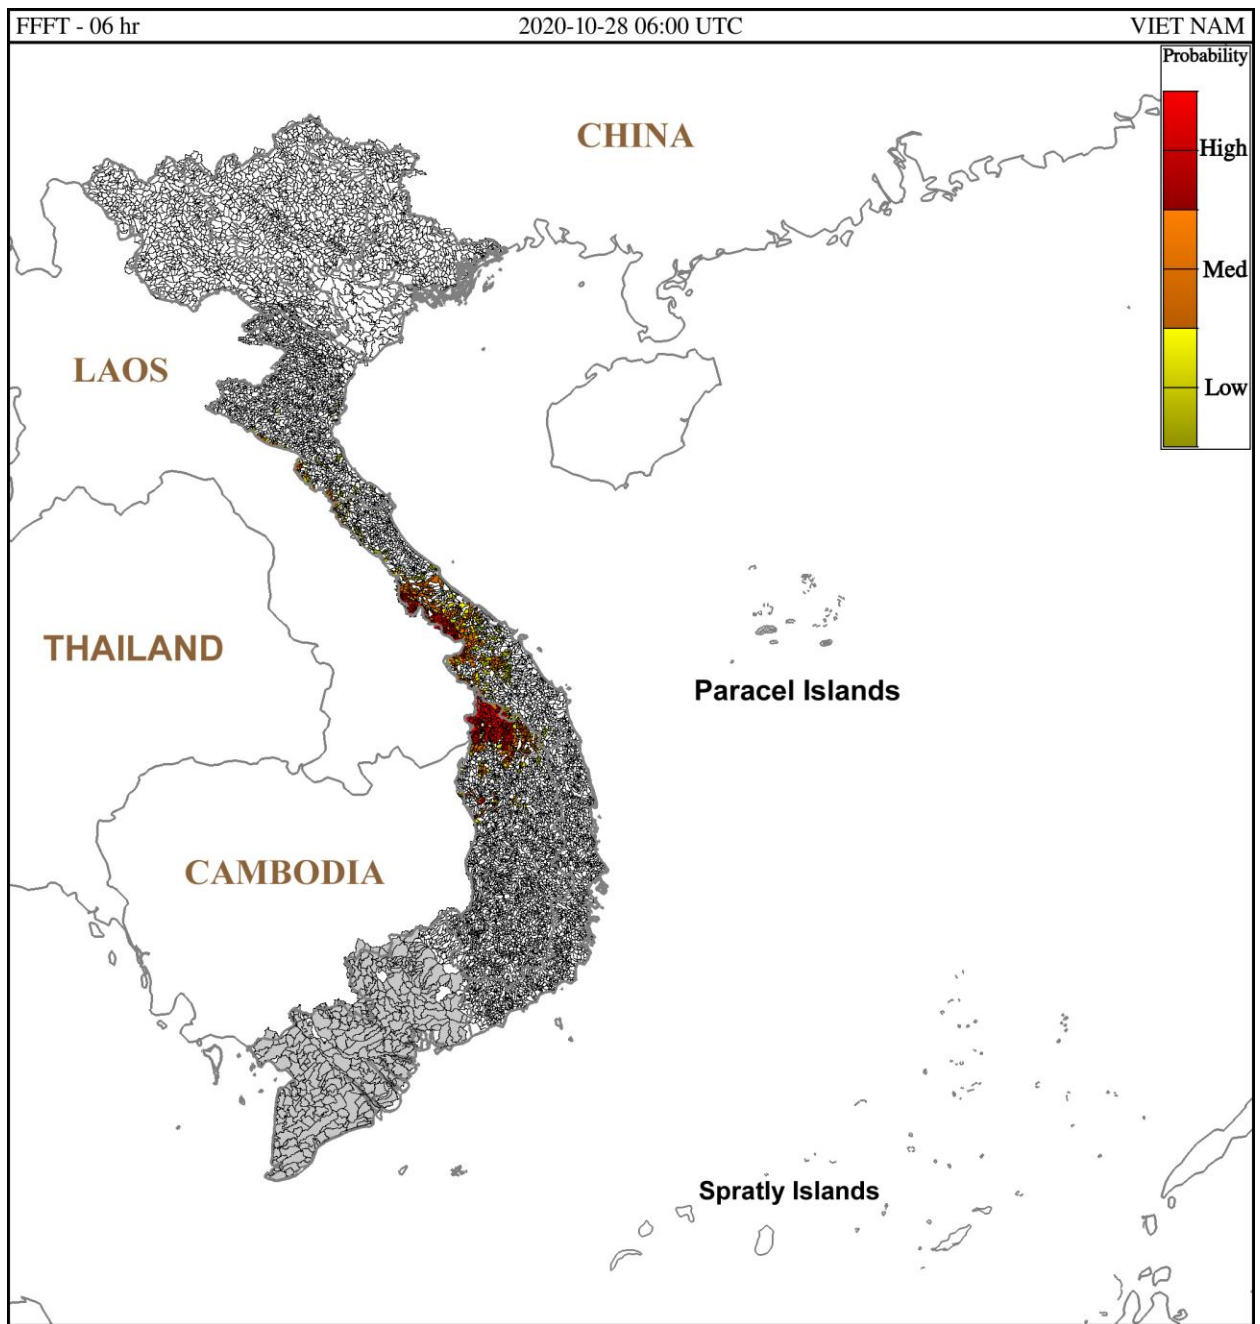 FFFT - 06 hr 2020-10-28 06:00 UTC VIET NAM
Probability
CHINA
High
Med
LAOS
Low
THAILAND
Paracel Islands
CAMBODIA
Spratly Islands